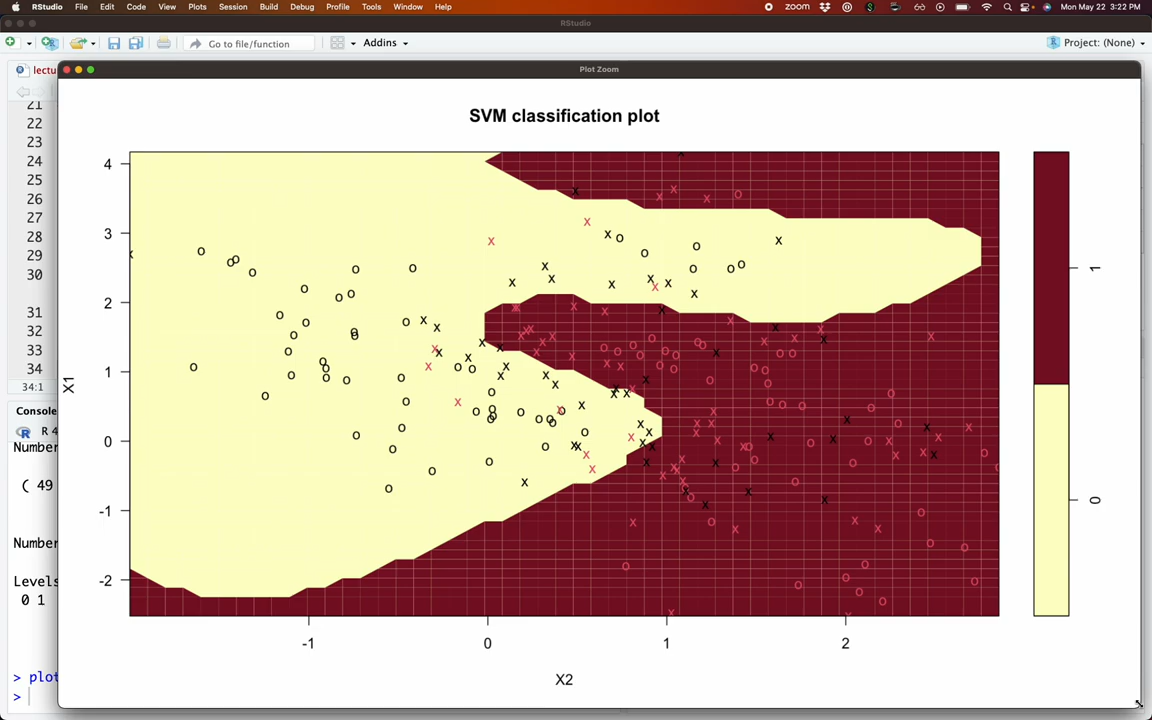 RStudio File Edit Code View Plots Session Build Debug Profile Tools Window Help zoom Mon May 22 3:22 PM
RStudio
Go to file/function Addins Project: (None)
lectu
Plot Zoom
21
22
23
24
25
26
27
28
29
30
31
32
33
34
34:1
SVM classification plot
4
3
2
1
0
-1
-2
X1
-1 0 1 2
X2
1
0
Console
R 4
Number
( 49
Number
Levels
0 1
> plot
>